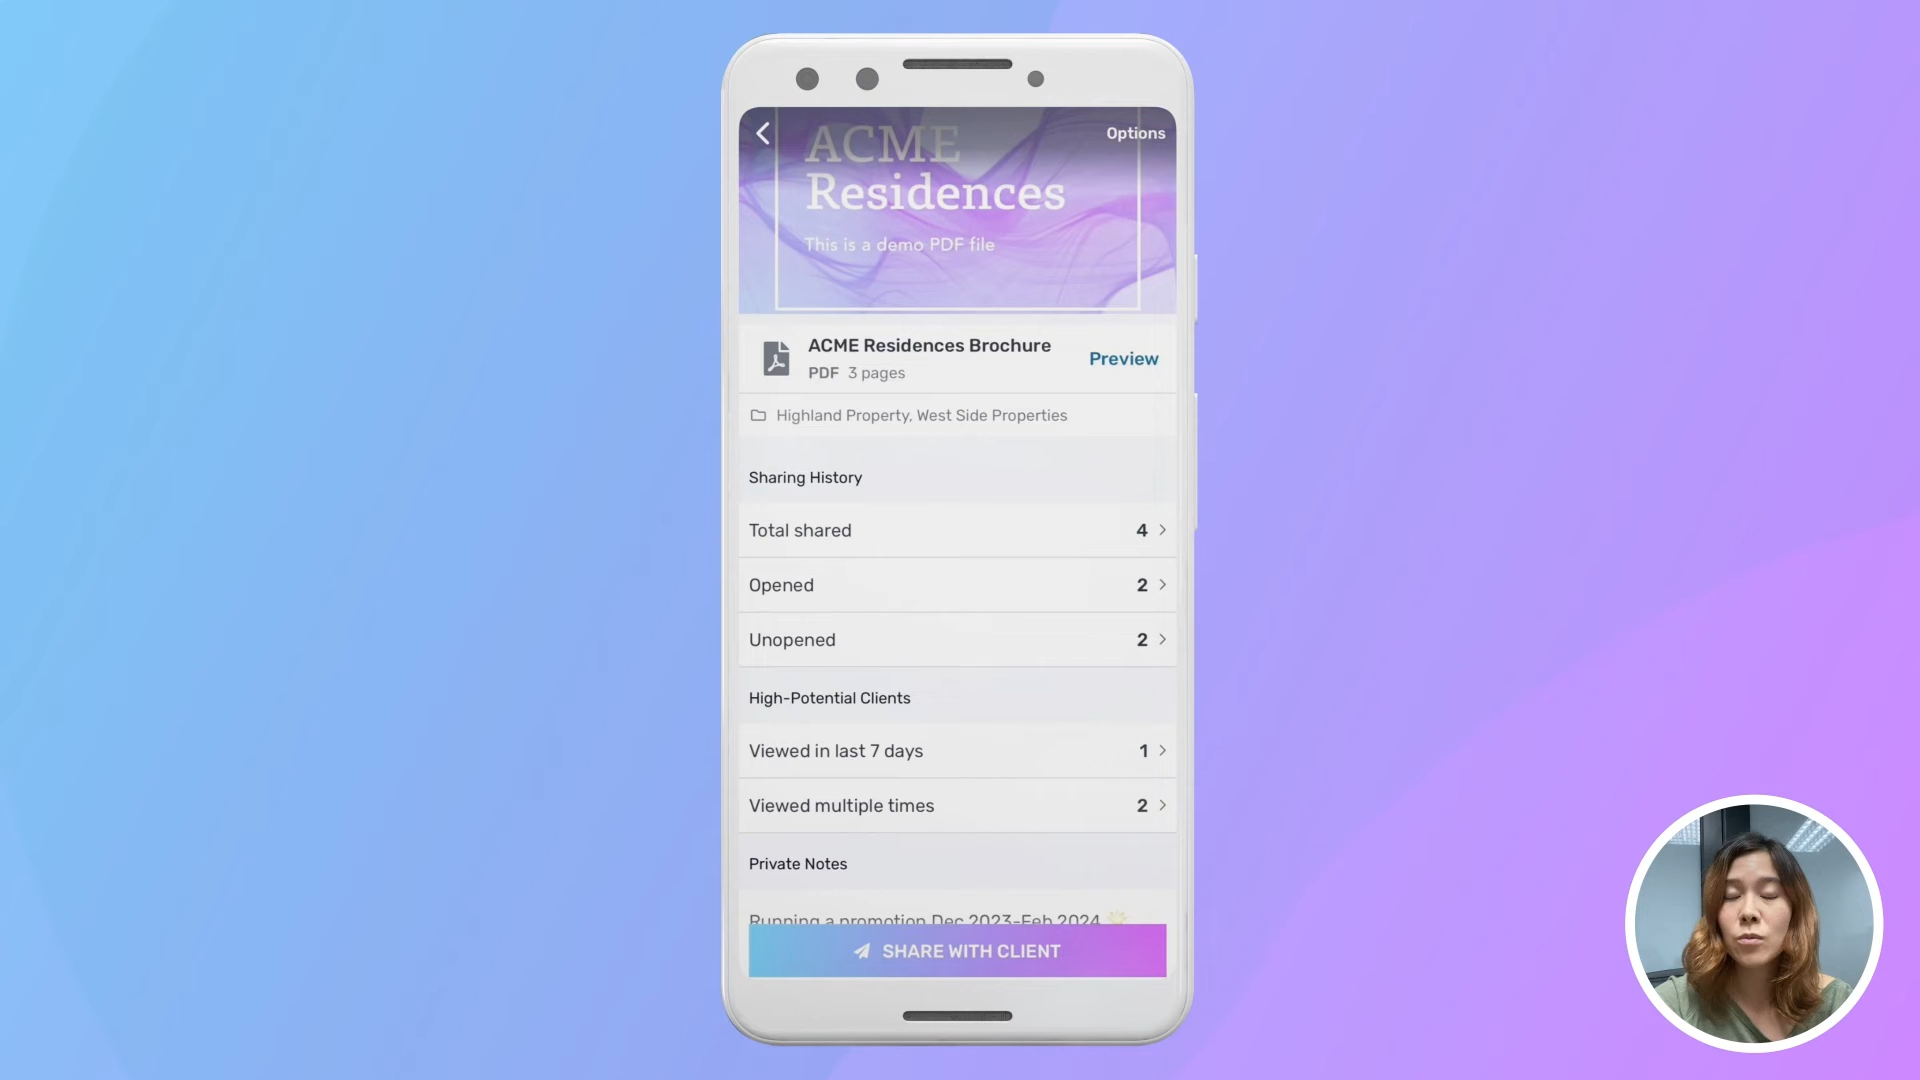 ACME
Options
Residences
This is a demo PDF file
ACME Residences Brochure
Preview
PDF 3 pages
Highland Property, West Side Properties
Sharing History
Total shared 4
Opened 2
Unopened 2
High-Potential Clients
Viewed in last 7 days 1
Viewed multiple times 2
Private Notes
Running a promotion Dec 2023-Feb 2024
SHARE WITH CLIENT